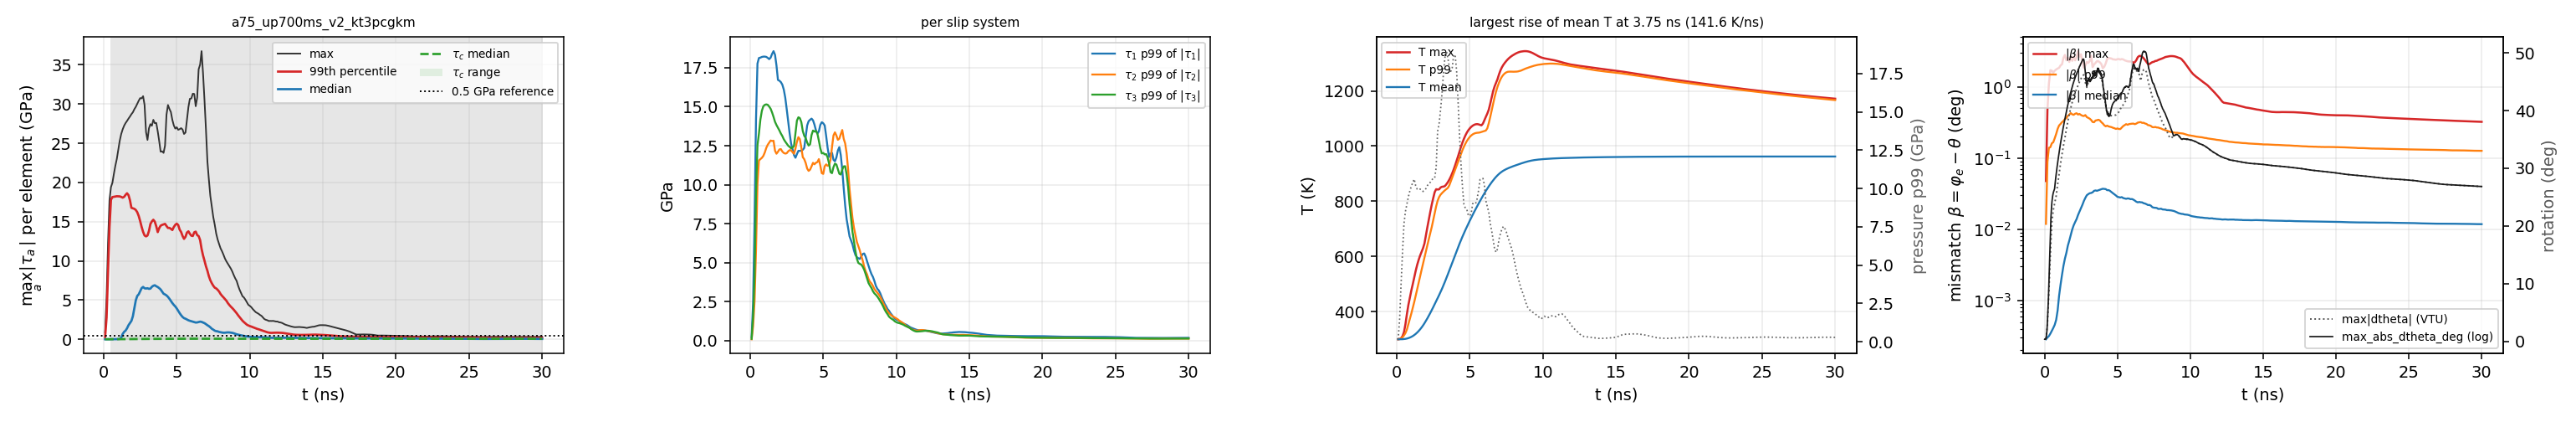 a75_up700ms_v2_kt3pcgkm
max_a|τ_a| per element (GPa)
35
30
25
20
15
10
5
0
max
99th percentile
median
τ_c median
τ_c range
0.5 GPa reference
0 5 10 15 20 25 30
t (ns)
per slip system
GPa
17.5
15.0
12.5
10.0
7.5
5.0
2.5
0.0
τ₁ p99 of |τ₁|
τ₂ p99 of |τ₂|
τ₃ p99 of |τ₃|
0 5 10 15 20 25 30
t (ns)
largest rise of mean T at 3.75 ns (141.6 K/ns)
T (K)
1200
1000
800
600
400
T max
T p99
T mean
17.5
15.0
12.5
10.0
7.5
5.0
2.5
0.0
pressure p99 (GPa)
0 5 10 15 20 25 30
t (ns)
mismatch β = φ_e − θ (deg)
10⁰
10⁻¹
10⁻²
10⁻³
|β| max
|β| p99
|β| median
max|dtheta| (VTU)
max_abs_dtheta_deg (log)
50
40
30
20
10
0
rotation (deg)
0 5 10 15 20 25 30
t (ns)